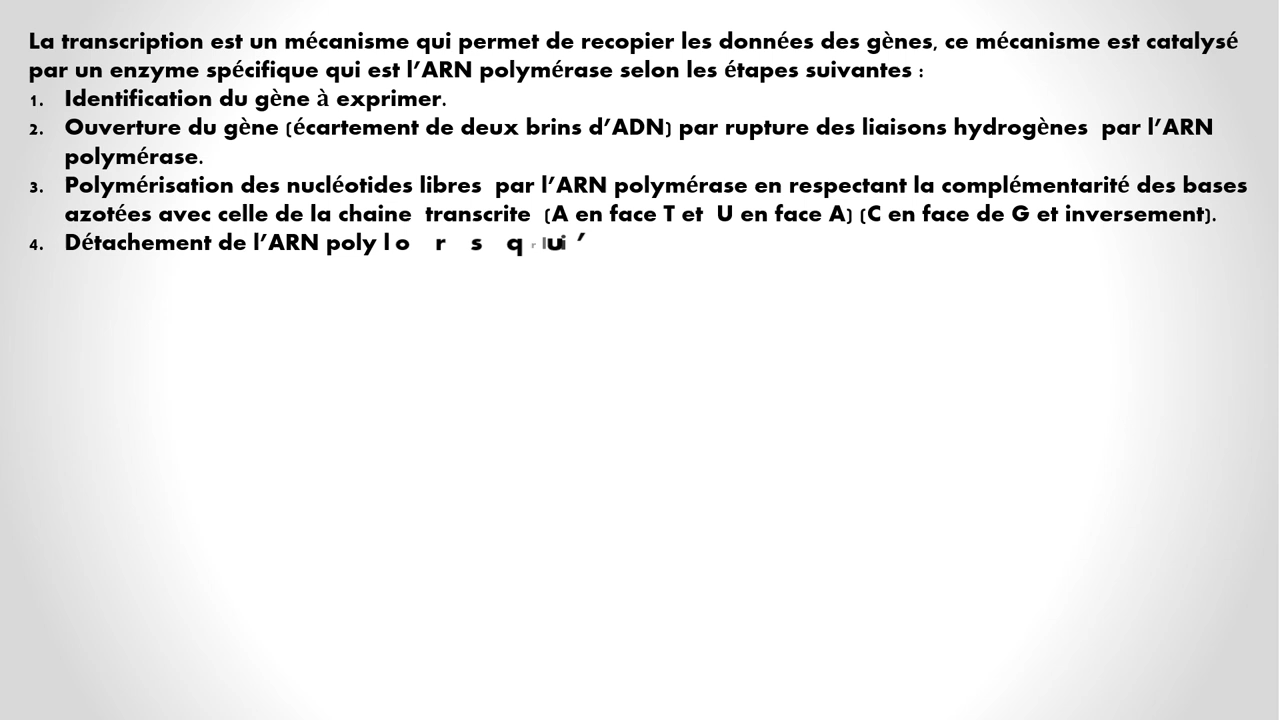 La transcription est un mécanisme qui permet de recopier les données des gènes, ce mécanisme est catalysé
par un enzyme spécifique qui est l’ARN polymérase selon les étapes suivantes :
1. Identification du gène à exprimer.
2. Ouverture du gène (écartement de deux brins d’ADN) par rupture des liaisons hydrogènes par l’ARN
polymérase.
3. Polymérisation des nucléotides libres par l’ARN polymérase en respectant la complémentarité des bases
azotées avec celle de la chaine transcrite (A en face T et U en face A) (C en face de G et inversement).
4. Détachement de l’ARN poly